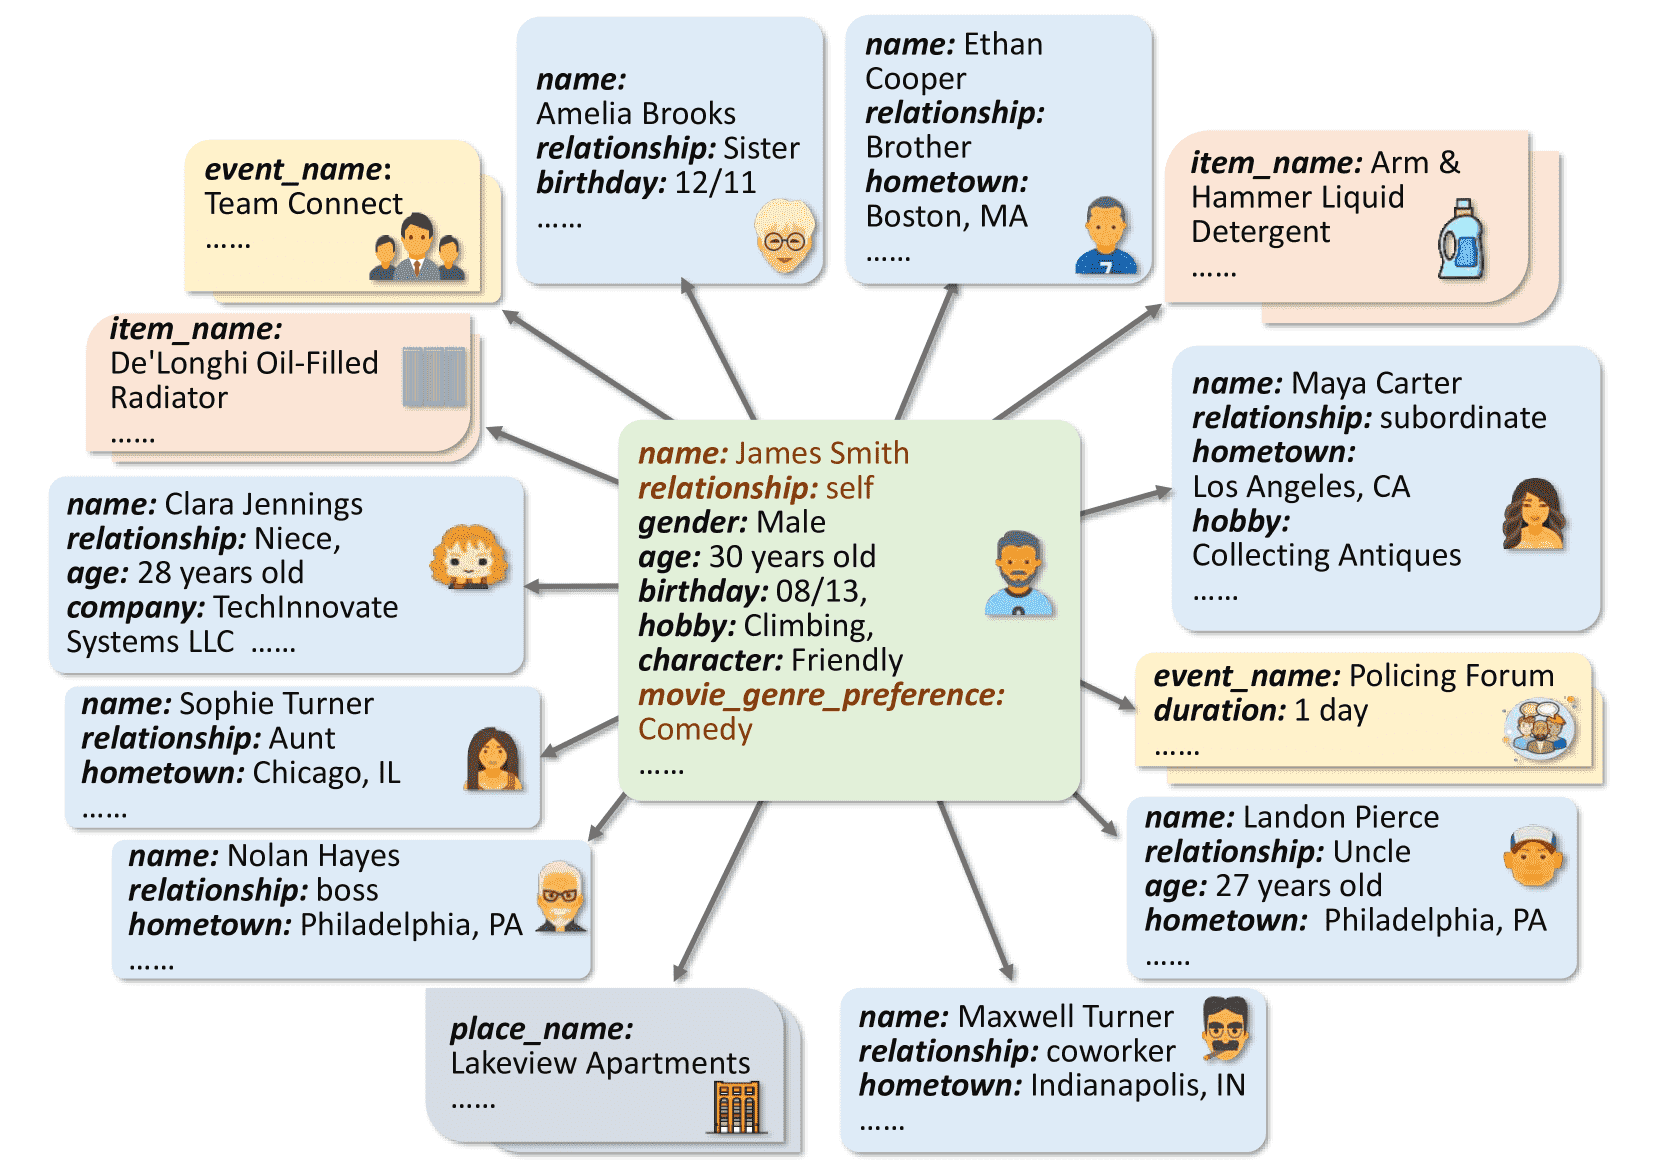 name:
Amelia Brooks
relationship: Sister
birthday: 12/11
......
name: Ethan
Cooper
relationship:
Brother
hometown:
Boston, MA
......
event_name:
Team Connect
......
item_name: Arm &
Hammer Liquid
Detergent
......
item_name:
De'Longhi Oil-Filled
Radiator
......
name: Maya Carter
relationship: subordinate
hometown:
Los Angeles, CA
hobby:
Collecting Antiques
......
name: James Smith
relationship: self
gender: Male
age: 30 years old
birthday: 08/13,
hobby: Climbing,
character: Friendly
movie_genre_preference:
Comedy
......
name: Clara Jennings
relationship: Niece,
age: 28 years old
company: TechInnovate
Systems LLC ......
event_name: Policing Forum
duration: 1 day
......
name: Sophie Turner
relationship: Aunt
hometown: Chicago, IL
......
name: Landon Pierce
relationship: Uncle
age: 27 years old
hometown: Philadelphia, PA
......
name: Nolan Hayes
relationship: boss
hometown: Philadelphia, PA
......
place_name:
Lakeview Apartments
......
name: Maxwell Turner
relationship: coworker
hometown: Indianapolis, IN
......